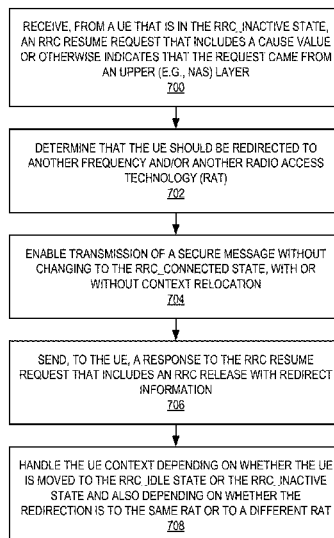 RECEIVE, FROM A UE THAT IS IN THE RRC_INACTIVE STATE,
AN RRC RESUME REQUEST THAT INCLUDES A CAUSE VALUE
OR OTHERWISE INDICATES THAT THE REQUEST CAME FROM
AN UPPER (E.G., NAS) LAYER
700
DETERMINE THAT THE UE SHOULD BE REDIRECTED TO
ANOTHER FREQUENCY AND/OR ANOTHER RADIO ACCESS
TECHNOLOGY (RAT)
702
ENABLE TRANSMISSION OF A SECURE MESSAGE WITHOUT
CHANGING TO THE RRC_CONNECTED STATE, WITH OR
WITHOUT CONTEXT RELOCATION
704
SEND, TO THE UE, A RESPONSE TO THE RRC RESUME
REQUEST THAT INCLUDES AN RRC RELEASE WITH REDIRECT
INFORMATION
706
HANDLE THE UE CONTEXT DEPENDING ON WHETHER THE UE
IS MOVED TO THE RRC_IDLE STATE OR THE RRC_INACTIVE
STATE AND ALSO DEPENDING ON WHETHER THE
REDIRECTION IS TO THE SAME RAT OR TO A DIFFERENT RAT
708